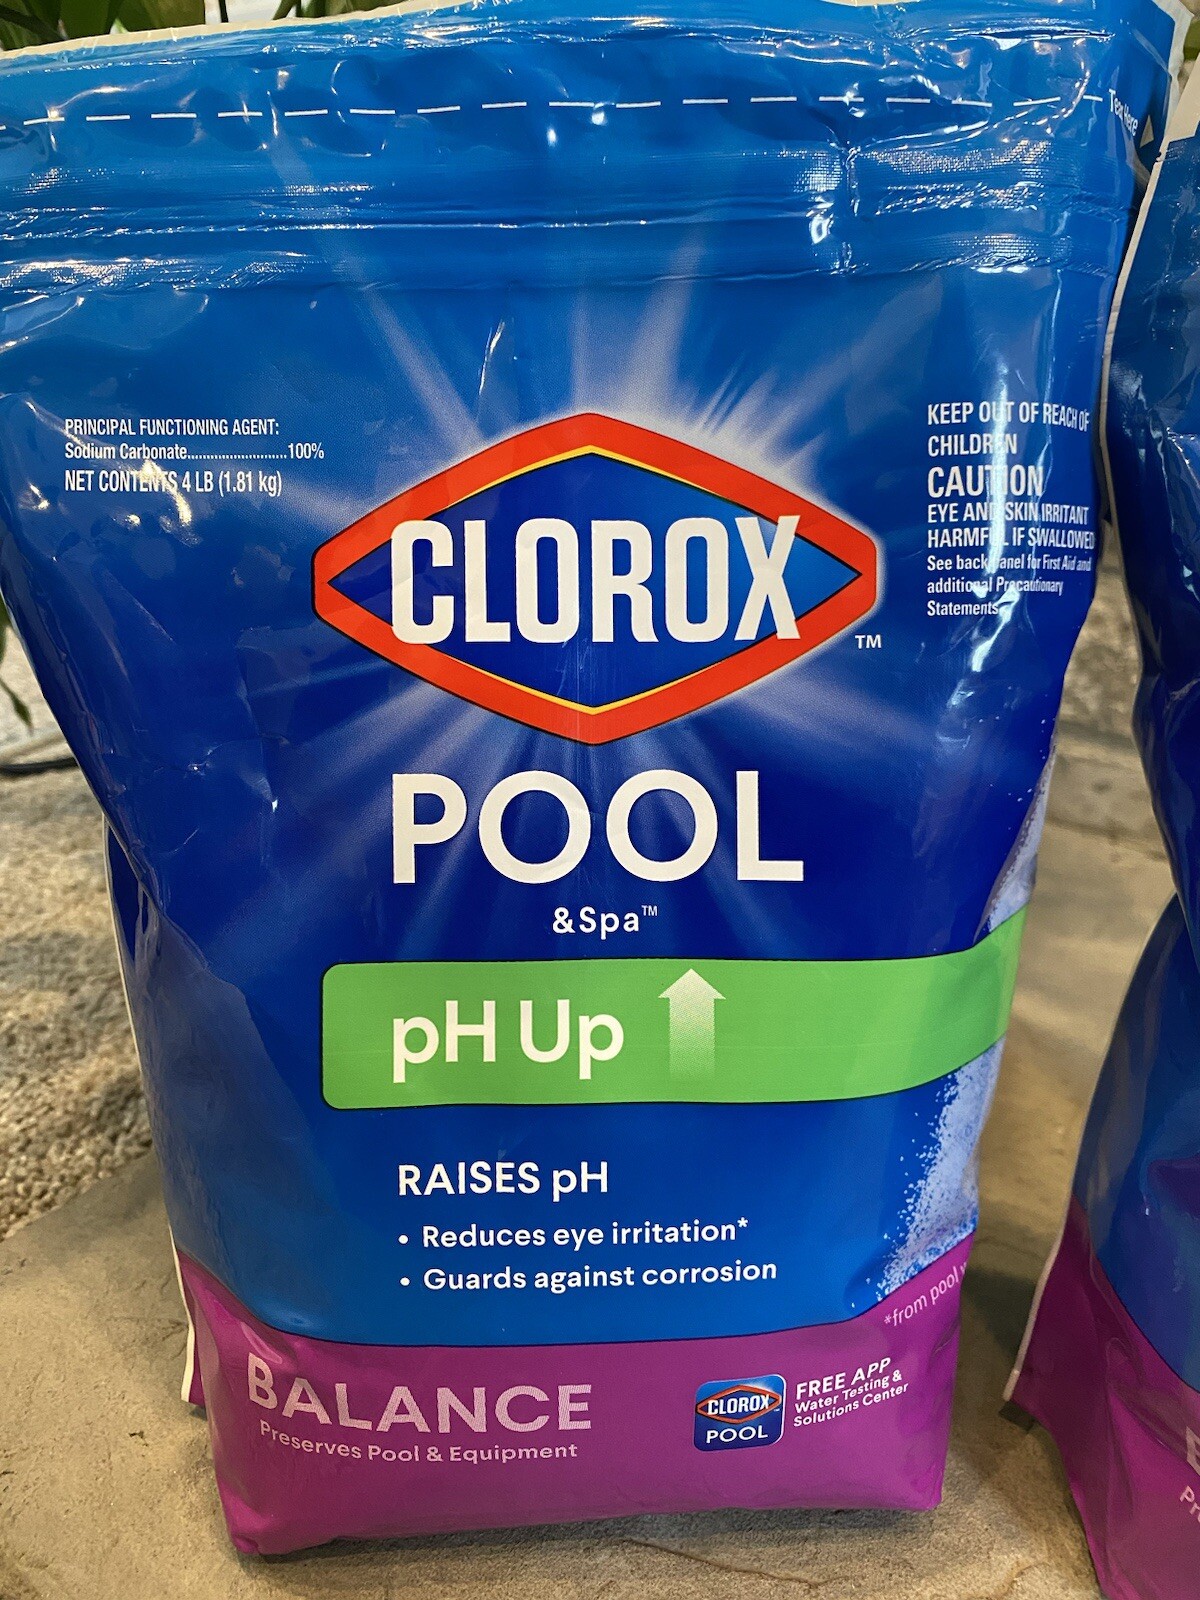 Tear Here
PRINCIPAL FUNCTIONING AGENT:
Sodium Carbonate........................100%
NET CONTENTS 4 LB (1.81 kg)
KEEP OUT OF REACH OF
CHILDREN
CAUTION
EYE AND SKIN IRRITANT
HARMFUL IF SWALLOWED
See back panel for First Aid and
additional Precautionary
Statements.
CLOROX
TM
POOL
&Spa™
pH Up
RAISES pH
• Reduces eye irritation*
• Guards against corrosion
*from pool
BALANCE
Preserves Pool & Equipment
CLOROX
POOL
FREE APP
Water Testing &
Solutions Center